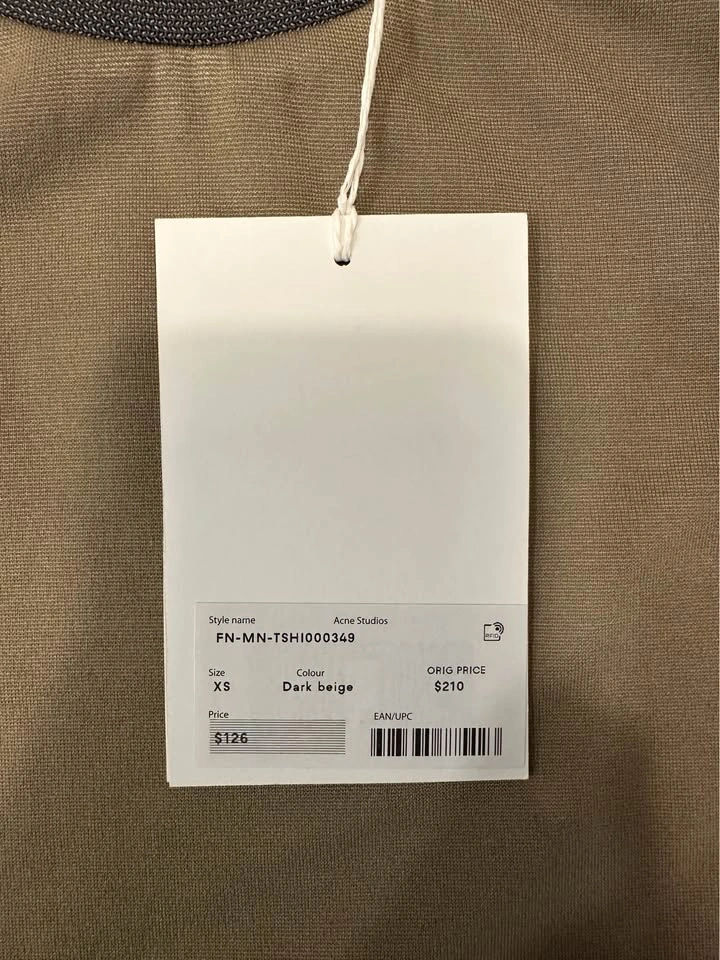 Style name Acne Studios
FN-MN-TSHI000349
RFID
Size Colour ORIG PRICE
XS Dark beige $210
Price EAN/UPC
$126